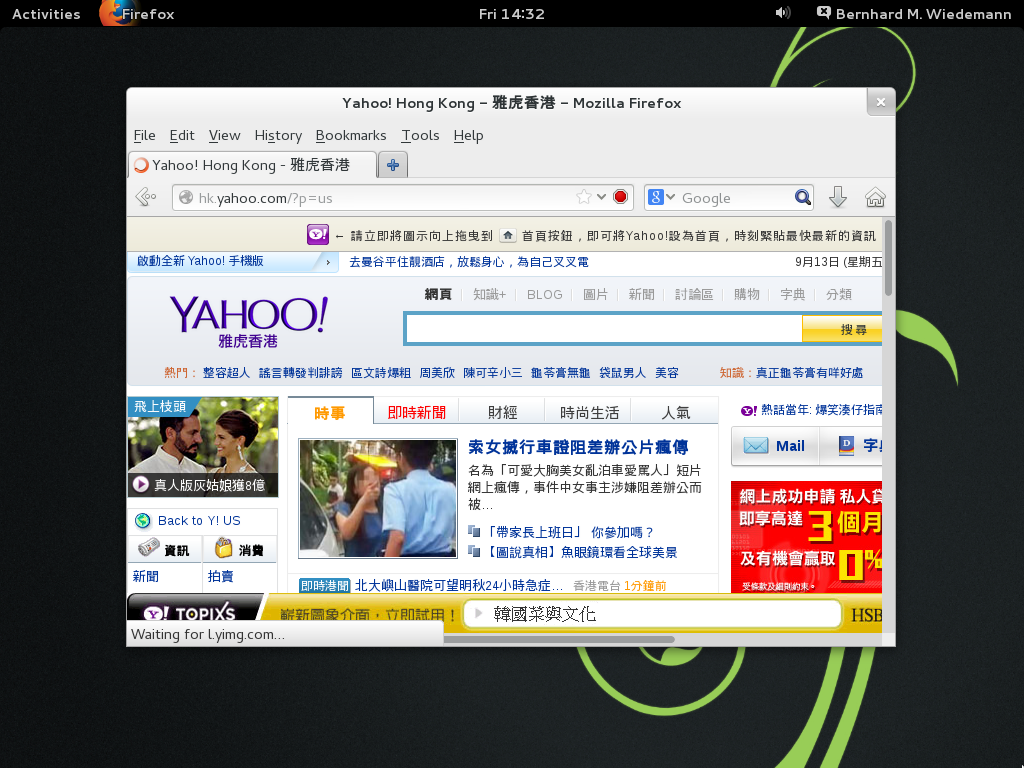 Activities Firefox Fri 14:32 Bernhard M. Wiedemann
Yahoo! Hong Kong - 雅虎香港 - Mozilla Firefox
File Edit View History Bookmarks Tools Help
Yahoo! Hong Kong - 雅虎香港
hk.yahoo.com/?p=us Google
Y! ← 請立即將圖示向上拖曳到 首頁按鈕，即可將Yahoo!設為首頁，時刻緊貼最快最新的資訊
啟動全新 Yahoo! 手機版 › 去曼谷平住靚酒店，放鬆身心，為自己叉叉電 9月13日 (星期五
網頁 知識+ BLOG 圖片 新聞 討論區 購物 字典 分類
YAHOO!
雅虎香港
搜尋
熱門： 整容超人 謠言轉發判誹謗 區文詩爆粗 周美欣 陳可辛小三 龜苓膏無龜 袋鼠男人 美容 知識：真正龜苓膏有咩好處
飛上枝頭
真人版灰姑娘獲8億
時事 即時新聞 財經 時尚生活 人氣
索女搣行車證阻差辦公片瘋傳
名為「可愛大胸美女亂泊車愛罵人」短片
網上瘋傳，事件中女事主涉嫌阻差辦公而
被...
「帶家長上班日」 你參加嗎？
【圖說真相】魚眼鏡環看全球美景
即時港聞 北大嶼山醫院可望明秋24小時急症... 香港電台 1分鐘前
Y! 熱話當年: 爆笑湊仔指南
Mail 字典
網上成功申請 私人貸
即享高達 3個月
及有機會贏取 0%
受條款及細則約束。
Back to Y! US
資訊 消費
新聞 拍賣
Y! TOPIXS 嶄新圖象介面，立即試用！ 韓國菜與文化 HSB
Waiting for l.yimg.com...